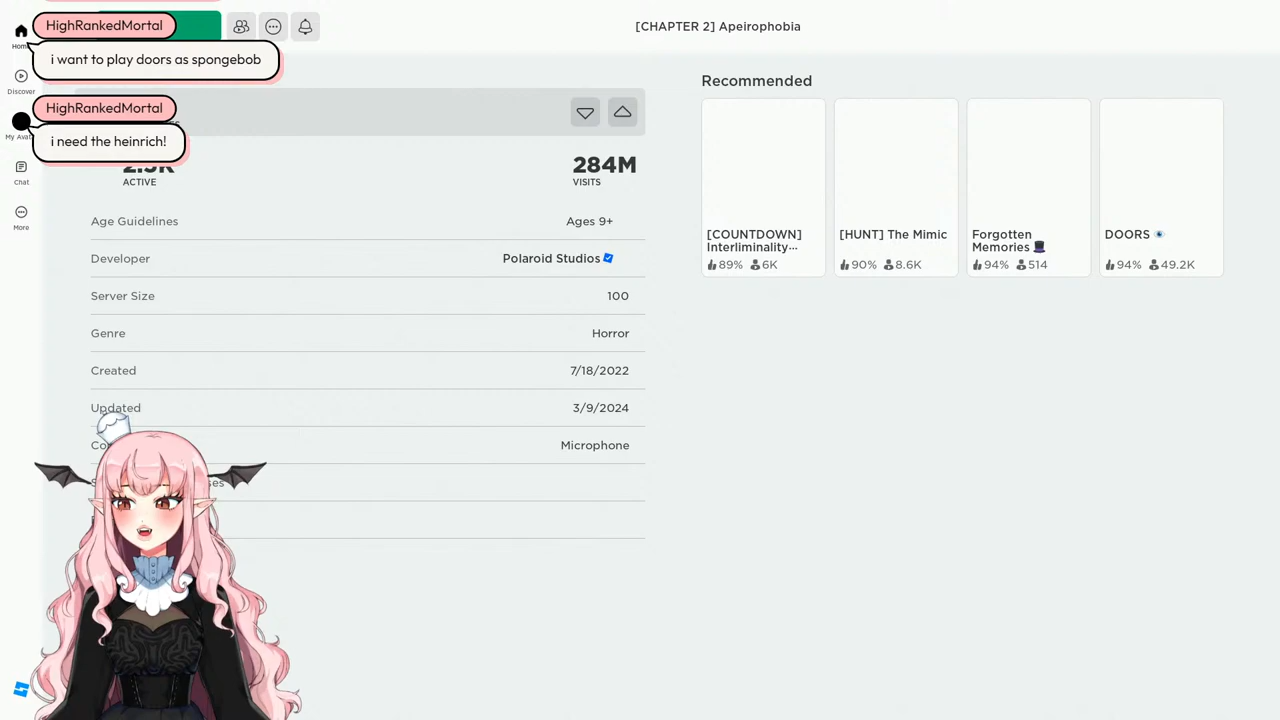 HighRankedMortal
i want to play doors as spongebob
HighRankedMortal
i need the heinrich!
Home
Discover
Chat
More
[CHAPTER 2] Apeirophobia
284M
ACTIVE
VISITS
Age Guidelines
Ages 9+
Developer
Polaroid Studios
Server Size
100
Genre
Horror
Created
7/18/2022
Updated
3/9/2024
Microphone
Recommended
[COUNTDOWN]
Interliminality...
89% 6K
[HUNT] The Mimic
90% 8.6K
Forgotten
Memories
94% 514
DOORS
94% 49.2K